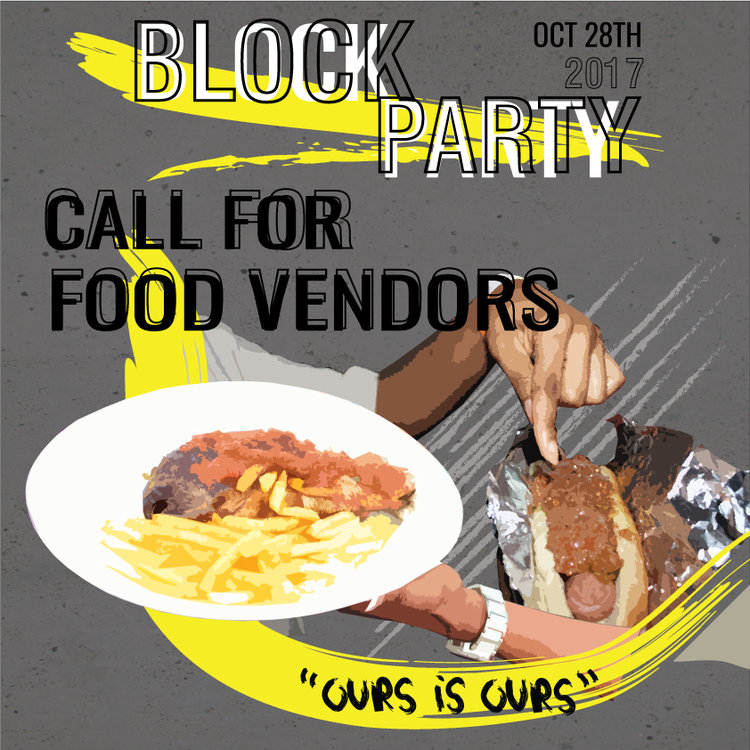 BLOCK
PARTY
OCT 28TH
2017
CALL FOR
FOOD VENDORS
"OURS iS OURS"